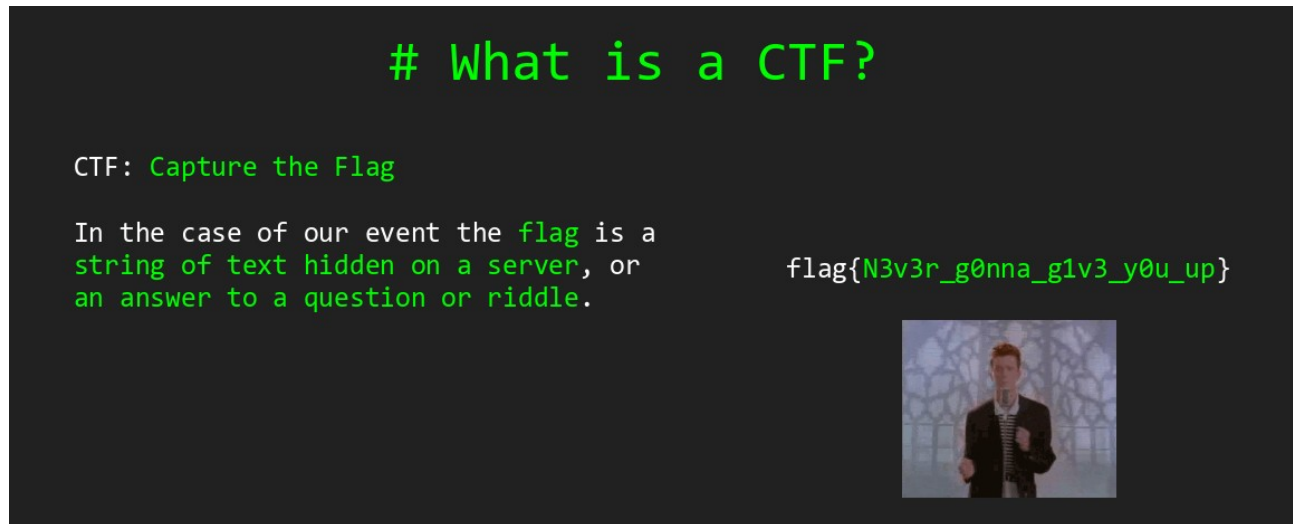 # What is a CTF?
CTF: Capture the Flag
In the case of our event the flag is a
string of text hidden on a server, or
an answer to a question or riddle.
flag{N3v3r_g0nna_g1v3_y0u_up}